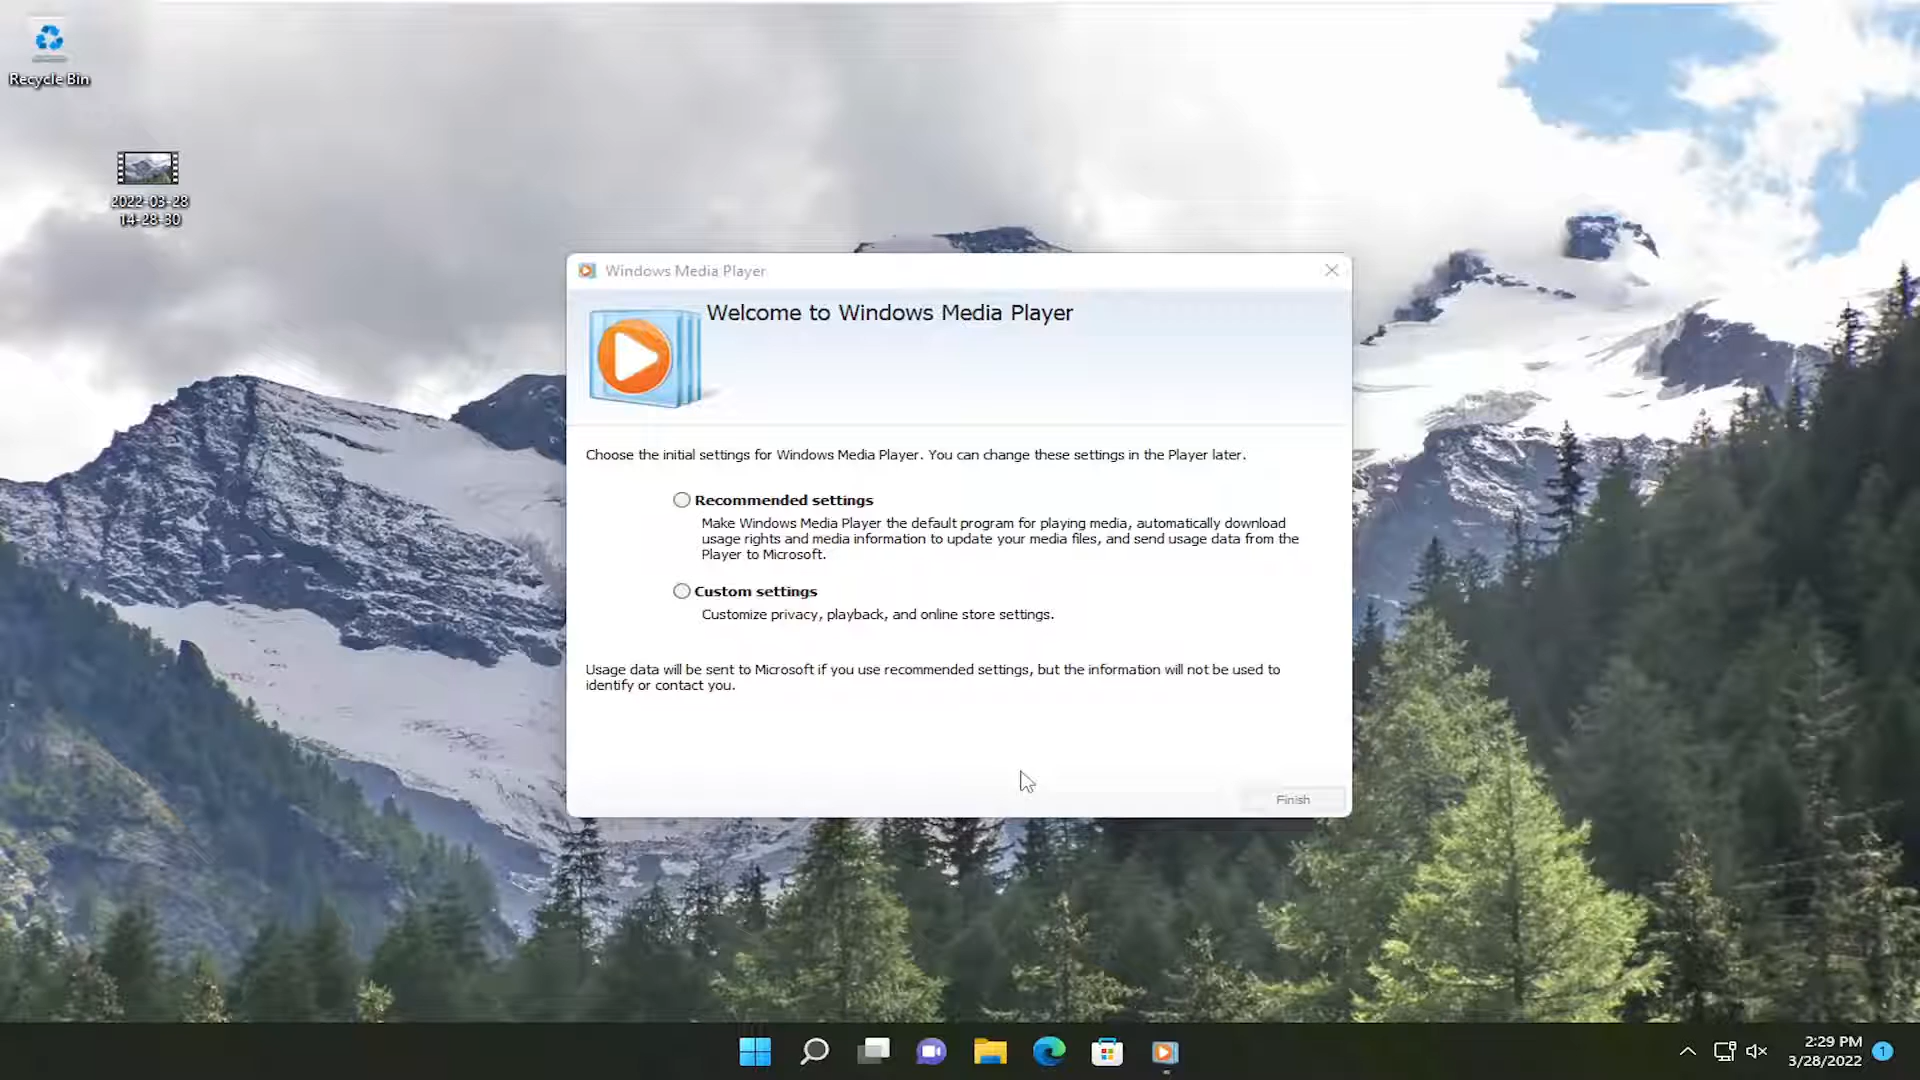 Recycle Bin
2022-03-28
14-28-30
Windows Media Player
Welcome to Windows Media Player
Choose the initial settings for Windows Media Player. You can change these settings in the Player later.
Recommended settings
Make Windows Media Player the default program for playing media, automatically download
usage rights and media information to update your media files, and send usage data from the
Player to Microsoft.
Custom settings
Customize privacy, playback, and online store settings.
Usage data will be sent to Microsoft if you use recommended settings, but the information will not be used to
identify or contact you.
Finish
2:29 PM
3/28/2022
1